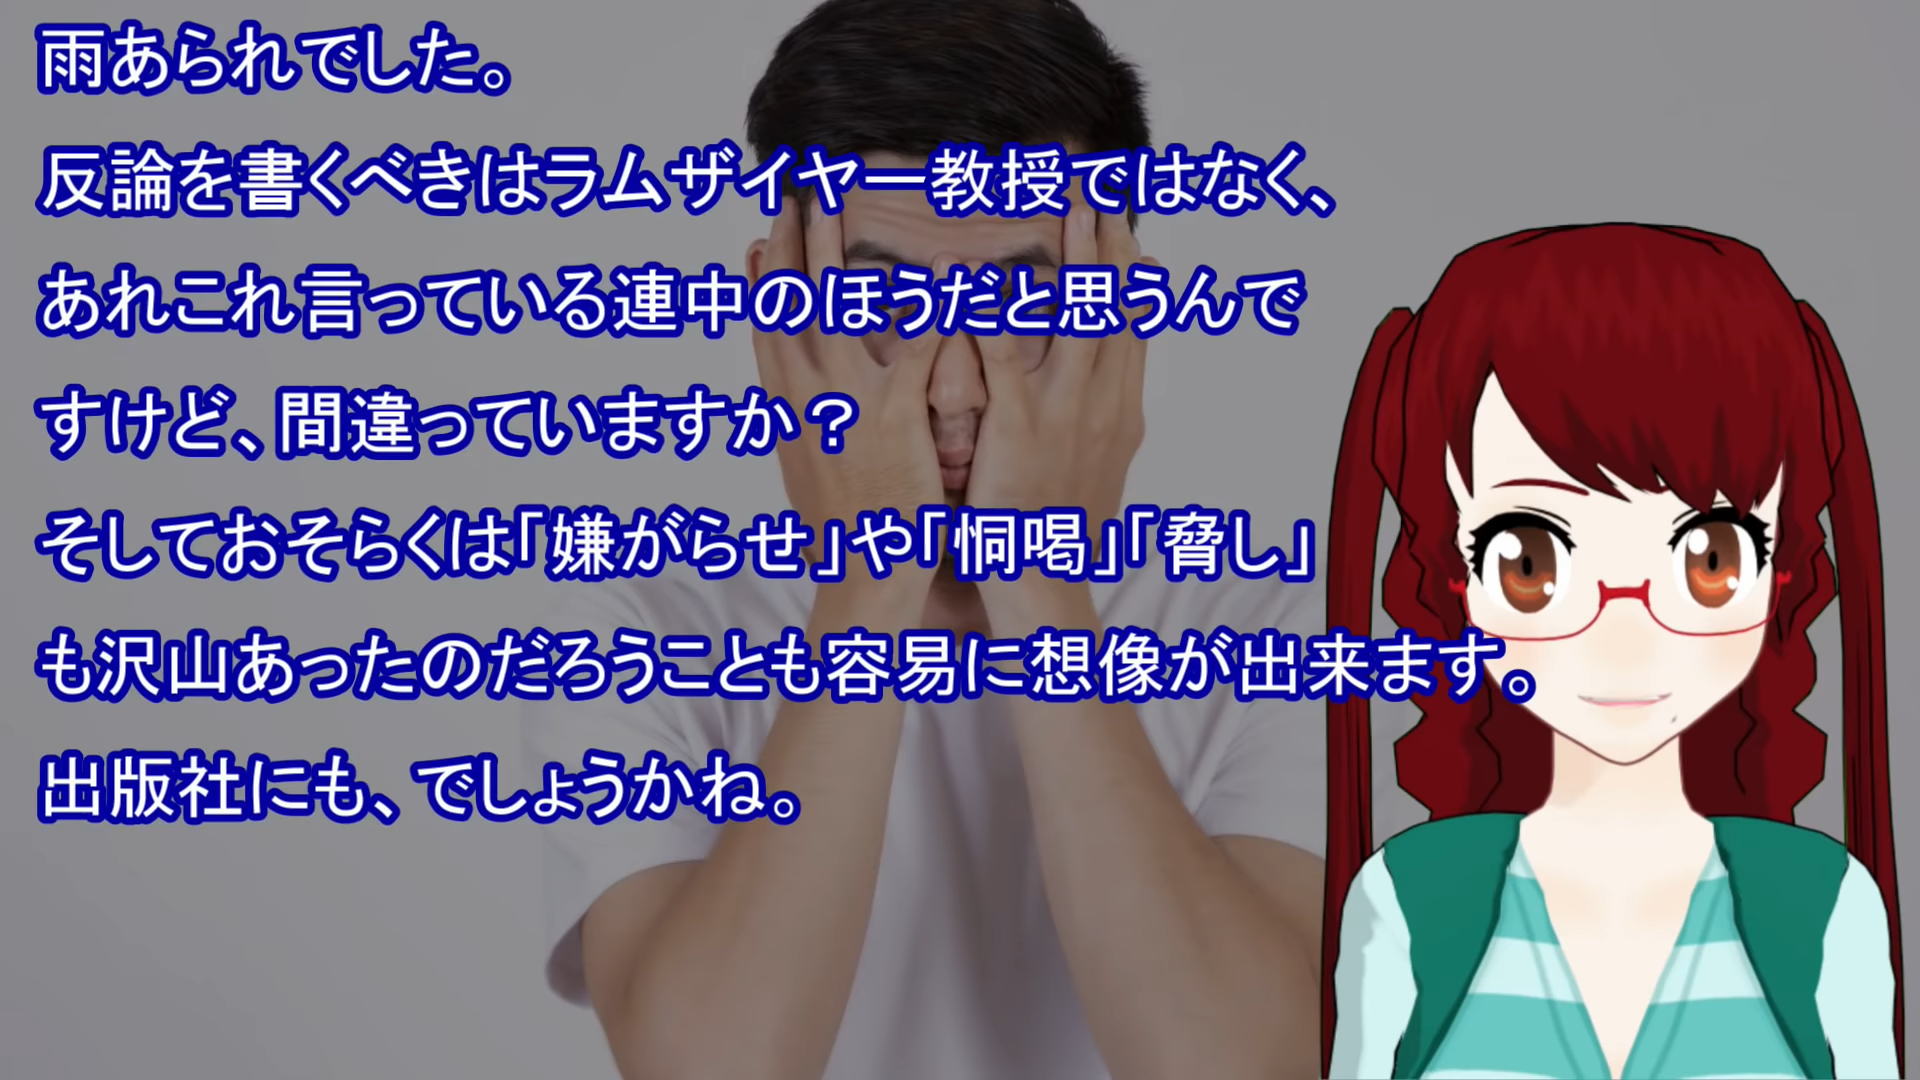 雨あられでした。
反論を書くべきはラムザイヤー教授ではなく、
あれこれ言っている連中のほうだと思うんで
すけど、間違っていますか？
そしておそらくは「嫌がらせ」や「恫喝」「脅し」
も沢山あったのだろうことも容易に想像が出来ます。
出版社にも、でしょうかね。